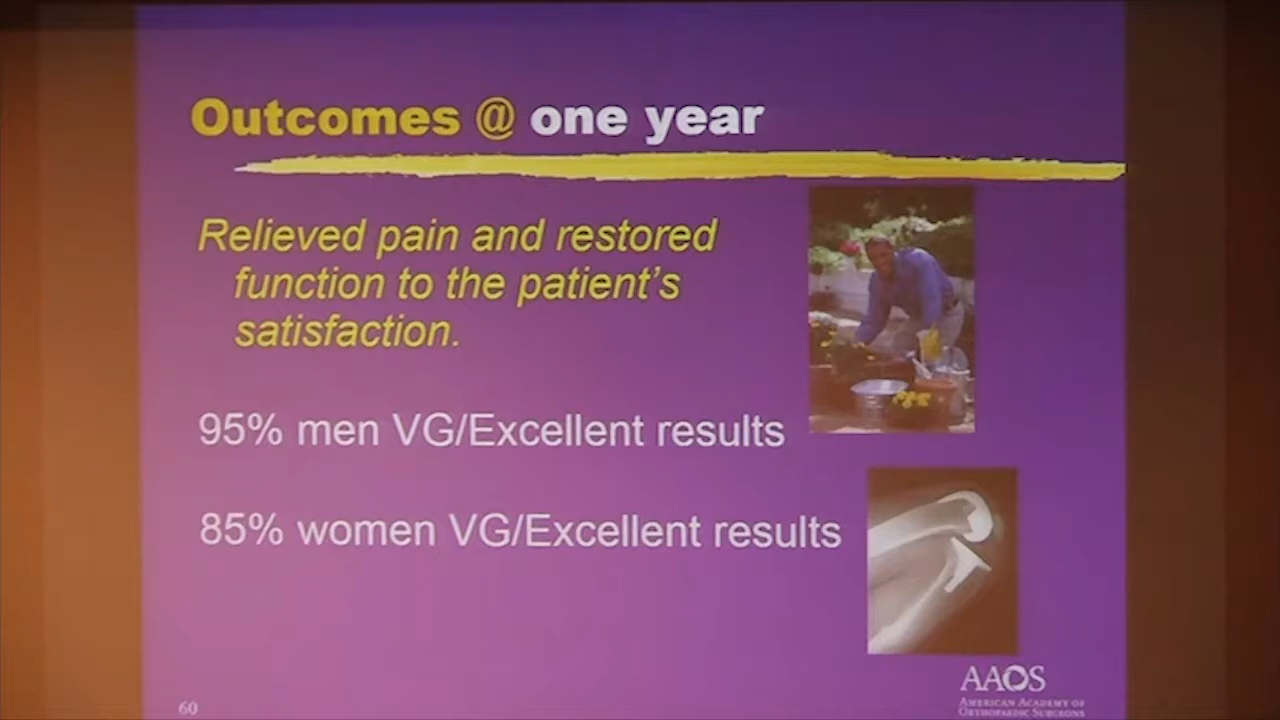 Outcomes @ one year
Relieved pain and restored
function to the patient's
satisfaction.
95% men VG/Excellent results
85% women VG/Excellent results
60
AAOS
AMERICAN ACADEMY OF
ORTHOPAEDIC SURGEONS